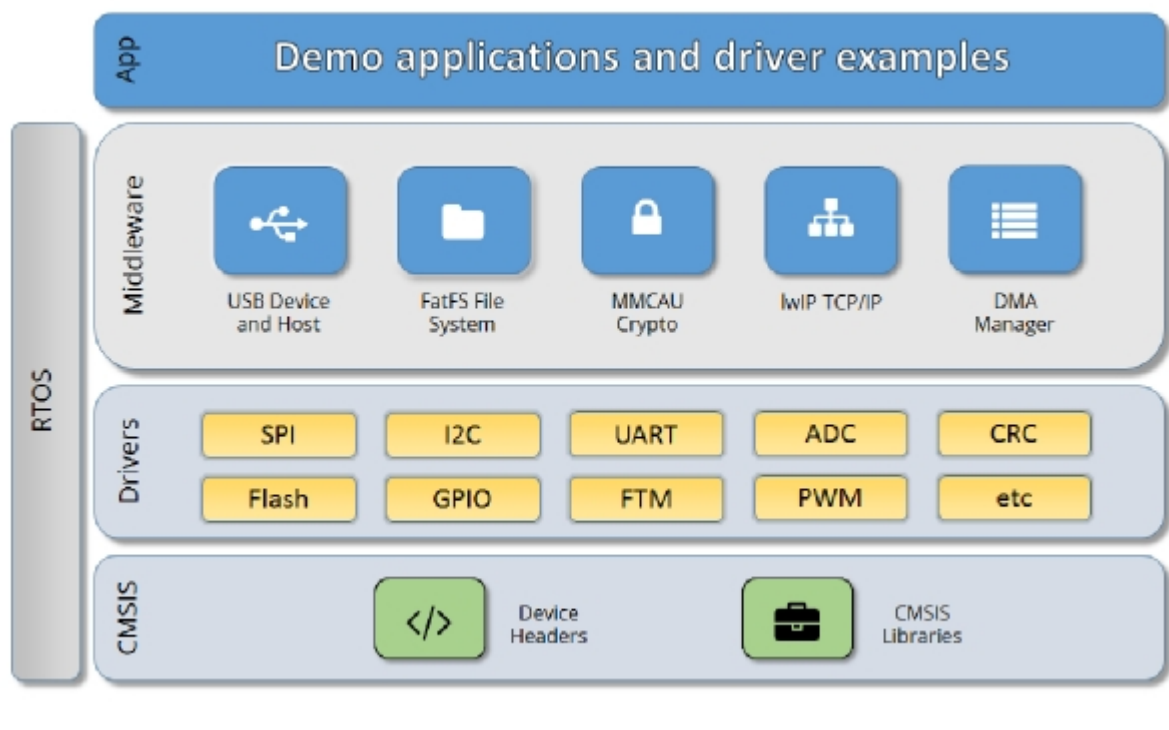 App
Demo applications and driver examples
RTOS
Middleware
USB Device
and Host
FatFS File
System
MMCAU
Crypto
lwIP TCP/IP
DMA
Manager
Drivers
SPI
I2C
UART
ADC
CRC
Flash
GPIO
FTM
PWM
etc
CMSIS
Device
Headers
CMSIS
Libraries